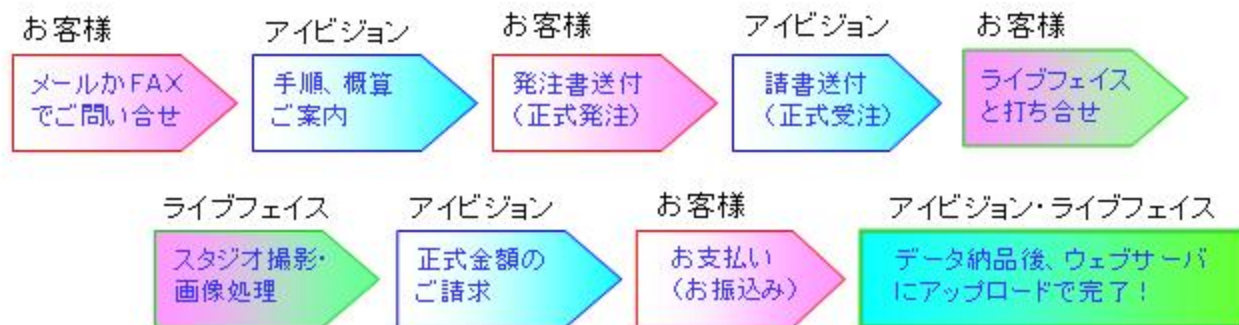 お客様
メールかFAX
でご問い合せ
アイビジョン
手順、概算
ご案内
お客様
発注書送付
（正式発注）
アイビジョン
請書送付
（正式受注）
お客様
ライブフェイス
と打ち合せ
ライブフェイス
スタジオ撮影・
画像処理
アイビジョン
正式金額の
ご請求
お客様
お支払い
（お振込み）
アイビジョン・ライブフェイス
データ納品後、ウェブサーバ
にアップロードで完了！